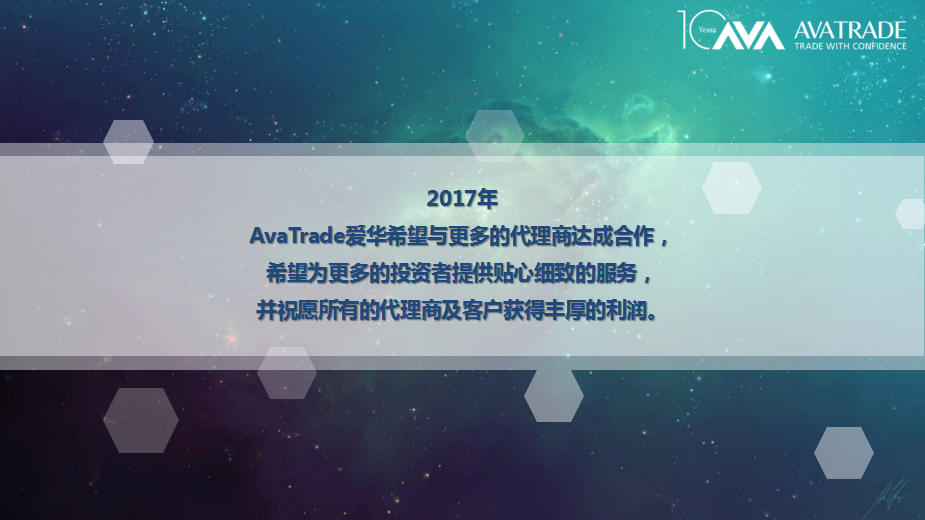 10 Years AVA AVATRADE
TRADE WITH CONFIDENCE
2017年
AvaTrade爱华希望与更多的代理商达成合作，
希望为更多的投资者提供贴心细致的服务，
并祝愿所有的代理商及客户获得丰厚的利润。